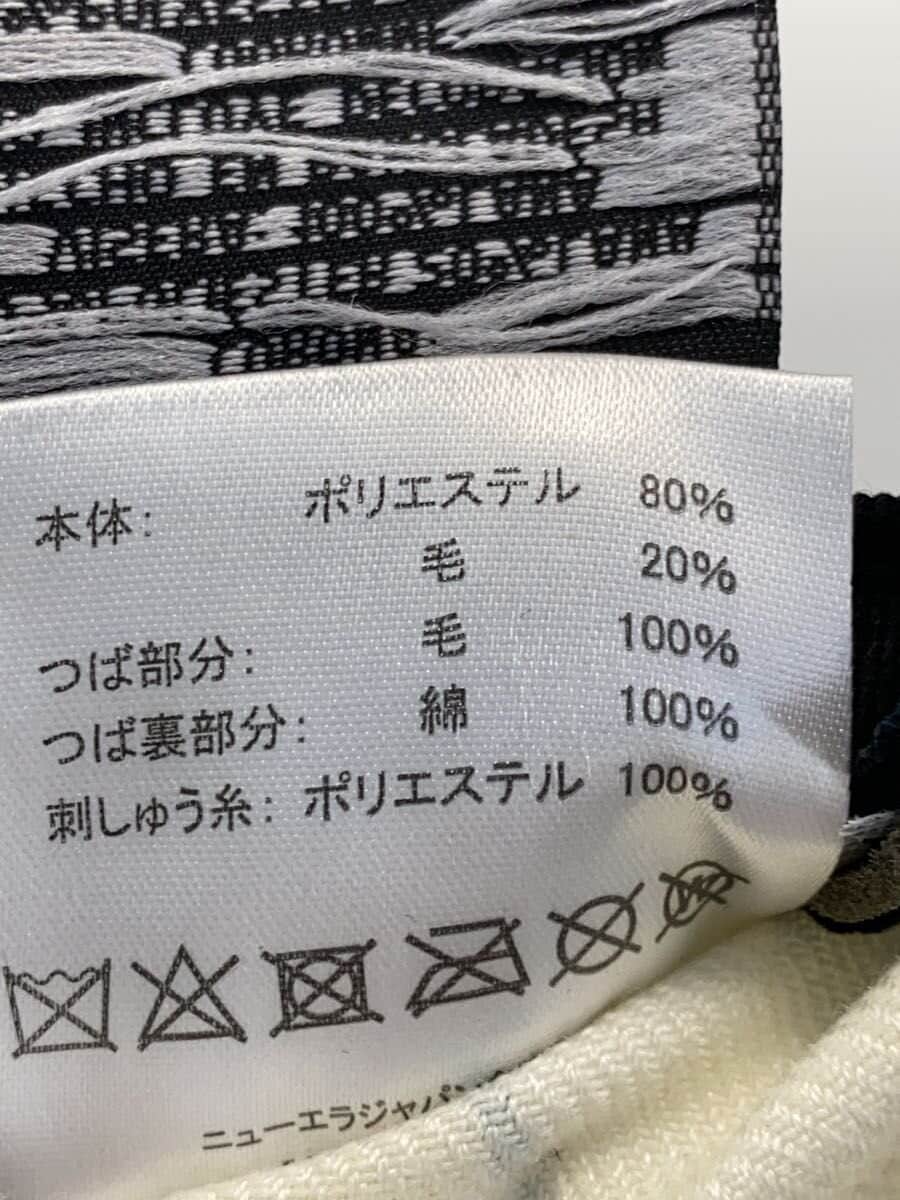 本体: ポリエステル 80%
毛 20%
つば部分: 毛 100%
つば裏部分: 綿 100%
刺しゅう糸: ポリエステル 100%
ニューエラジャパン